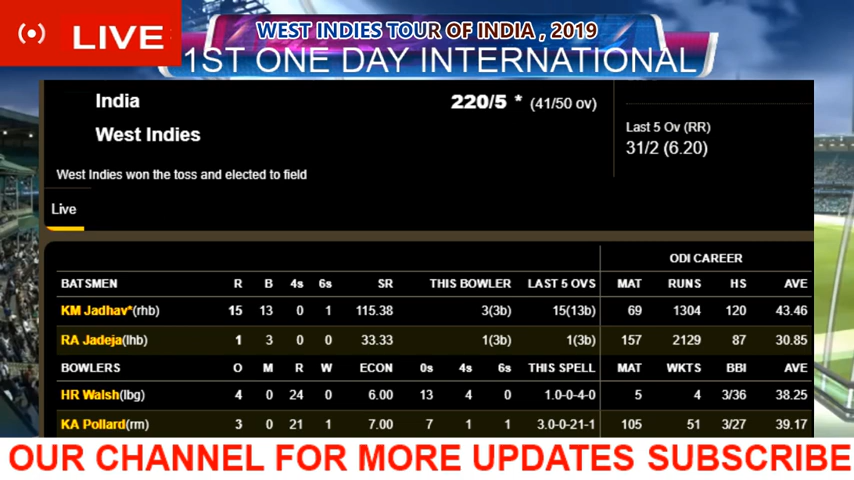 LIVE
WEST INDIES TOUR OF INDIA , 2019
1ST ONE DAY INTERNATIONAL
India 220/5 * (41/50 ov)
West Indies
Last 5 Ov (RR)
31/2 (6.20)
West Indies won the toss and elected to field
Live
ODI CAREER
BATSMEN R B 4s 6s SR THIS BOWLER LAST 5 OVS MAT RUNS HS AVE
KM Jadhav*(rhb) 15 13 0 1 115.38 3(3b) 15(13b) 69 1304 120 43.46
RA Jadeja(lhb) 1 3 0 0 33.33 1(3b) 1(3b) 157 2129 87 30.85
BOWLERS O M R W ECON 0s 4s 6s THIS SPELL MAT WKTS BBI AVE
HR Walsh(lbg) 4 0 24 0 6.00 13 4 0 1.0-0-4-0 5 4 3/36 38.25
KA Pollard(rm) 3 0 21 1 7.00 7 1 1 3.0-0-21-1 105 51 3/27 39.17
OUR CHANNEL FOR MORE UPDATES SUBSCRIBE